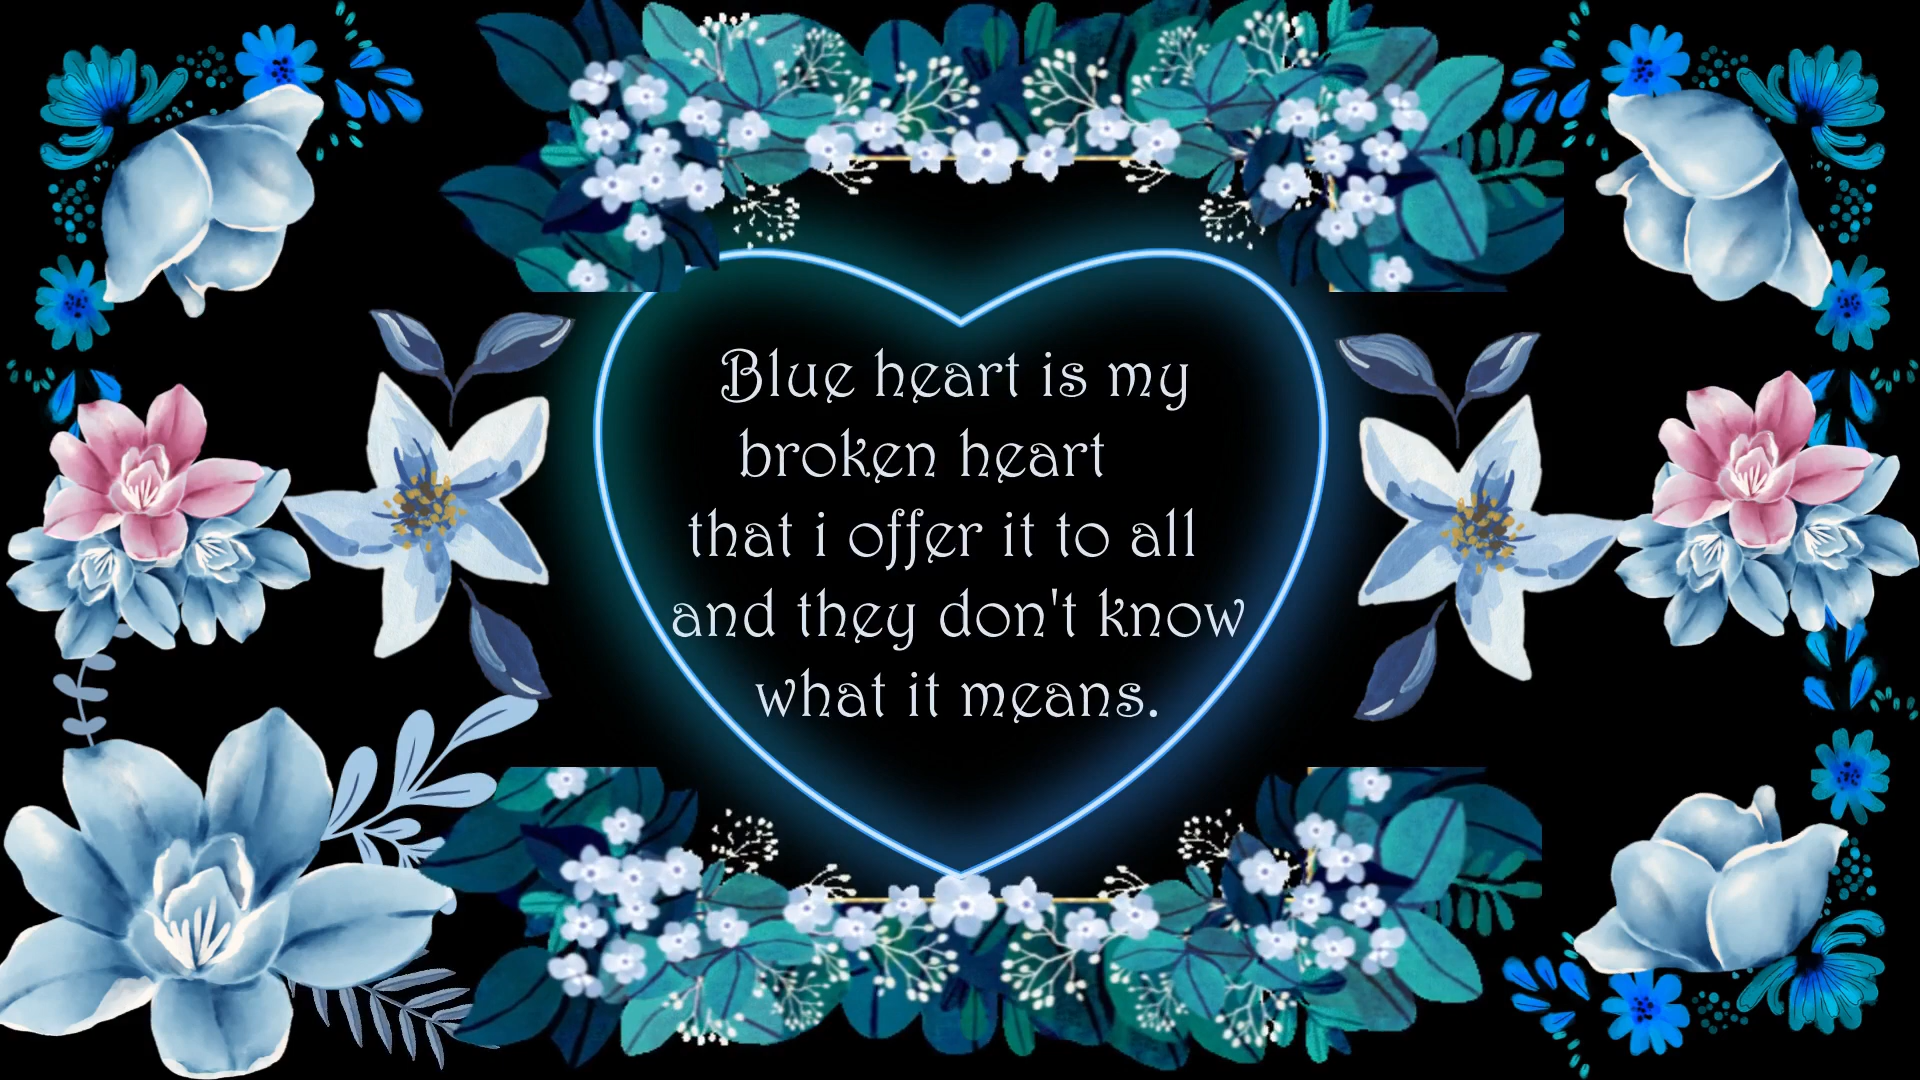 Blue heart is my
broken heart
that i offer it to all
and they don't know
what it means.